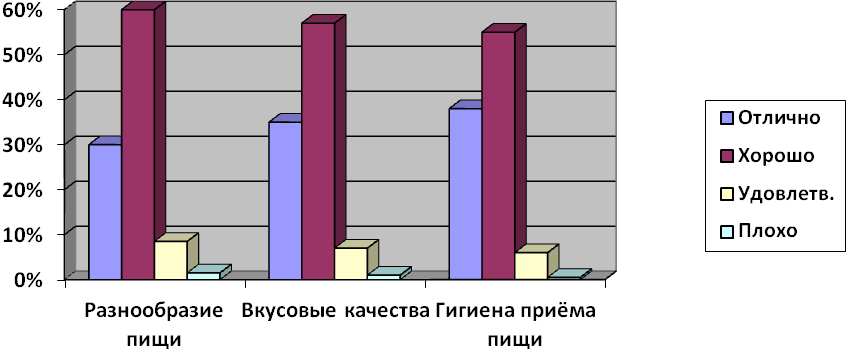 60%
50%
40%
30%
20%
10%
0%
Разнообразие
пищи
Вкусовые качества
Гигиена приёма
пищи
Отлично
Хорошо
Удовлетв.
Плохо